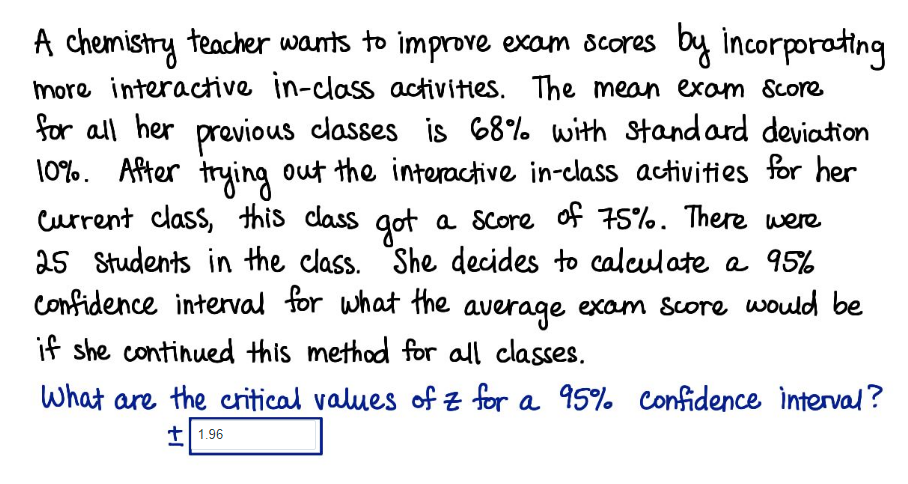 A chemistry teacher wants to improve exam scores by incorporating
more interactive in-class activities. The mean exam score
for all her previous classes is 68% with standard deviation
10%. After trying out the interactive in-class activities for her
current class, this class got a score of 75%. There were
25 students in the class. She decides to calculate a 95%
confidence interval for what the average exam score would be
if she continued this method for all classes.
What are the critical values of z for a 95% confidence interval?
± 1.96